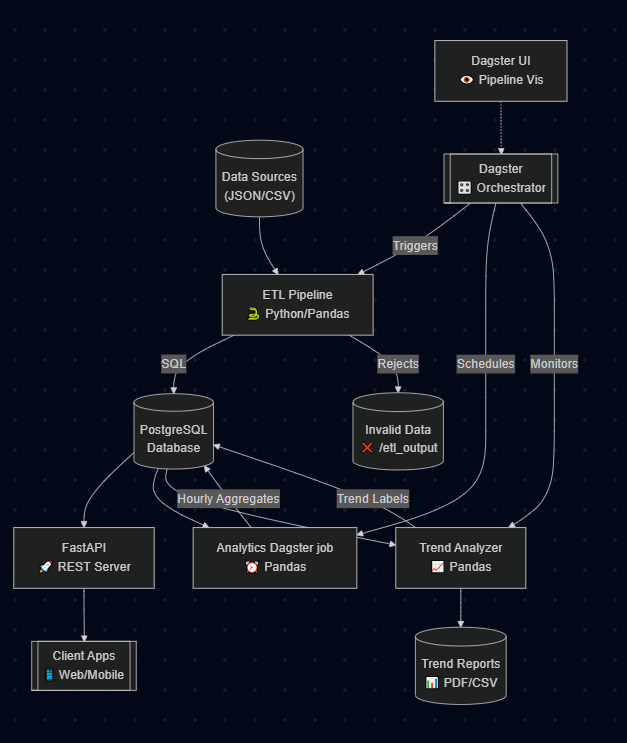 Dagster UI
👁️ Pipeline Vis
Data Sources
(JSON/CSV)
Dagster
🎛️ Orchestrator
Triggers
ETL Pipeline
🐍 Python/Pandas
SQL
Rejects
Schedules
Monitors
PostgreSQL
Database
Invalid Data
❌ /etl_output
Hourly Aggregates
Trend Labels
FastAPI
🚀 REST Server
Analytics Dagster job
⏰ Pandas
Trend Analyzer
📈 Pandas
Client Apps
📱 Web/Mobile
Trend Reports
📊 PDF/CSV